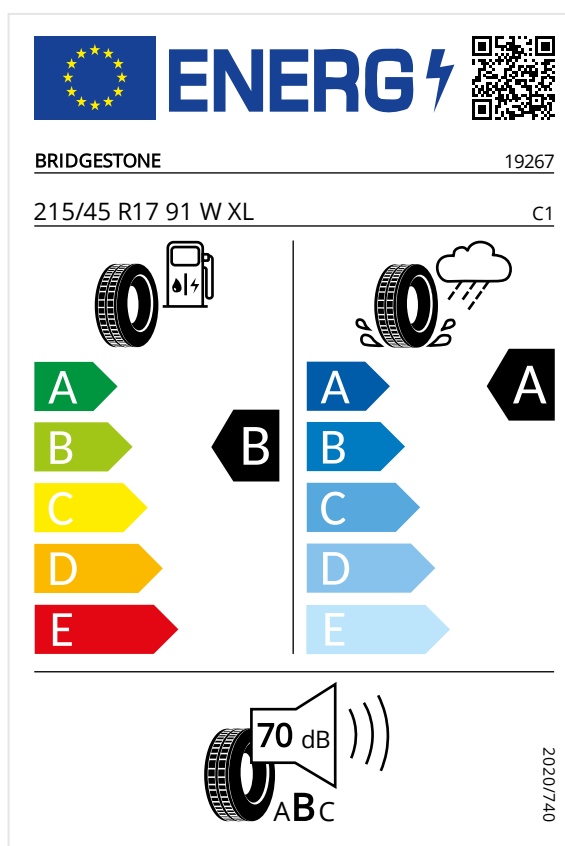 ENERG
BRIDGESTONE 19267
215/45 R17 91 W XL C1
A A
A
B B
B
C C
D D
E E
70 dB
ABC
2020/740